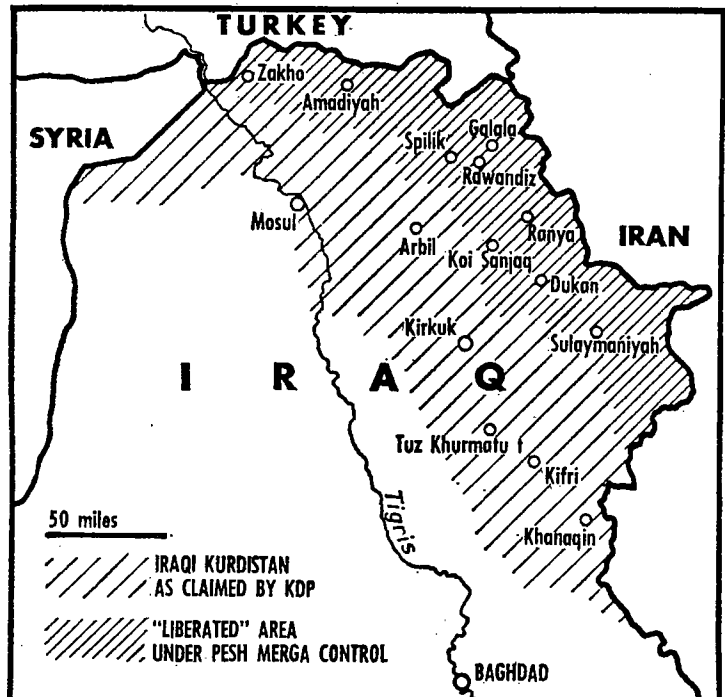 TURKEY
Zakho
Amadiyah
SYRIA
Spilik
Galala
Rawandiz
Mosul
Arbil
Ranya
Koi Sanjaq
IRAN
Dukan
Kirkuk
Sulaymaniyah
IRAQ
Tuz Khurmatu t
Kifri
Tigris
50 miles
Khanaqin
IRAQI KURDISTAN
AS CLAIMED BY KDP
"LIBERATED" AREA
UNDER PESH MERGA CONTROL
BAGHDAD